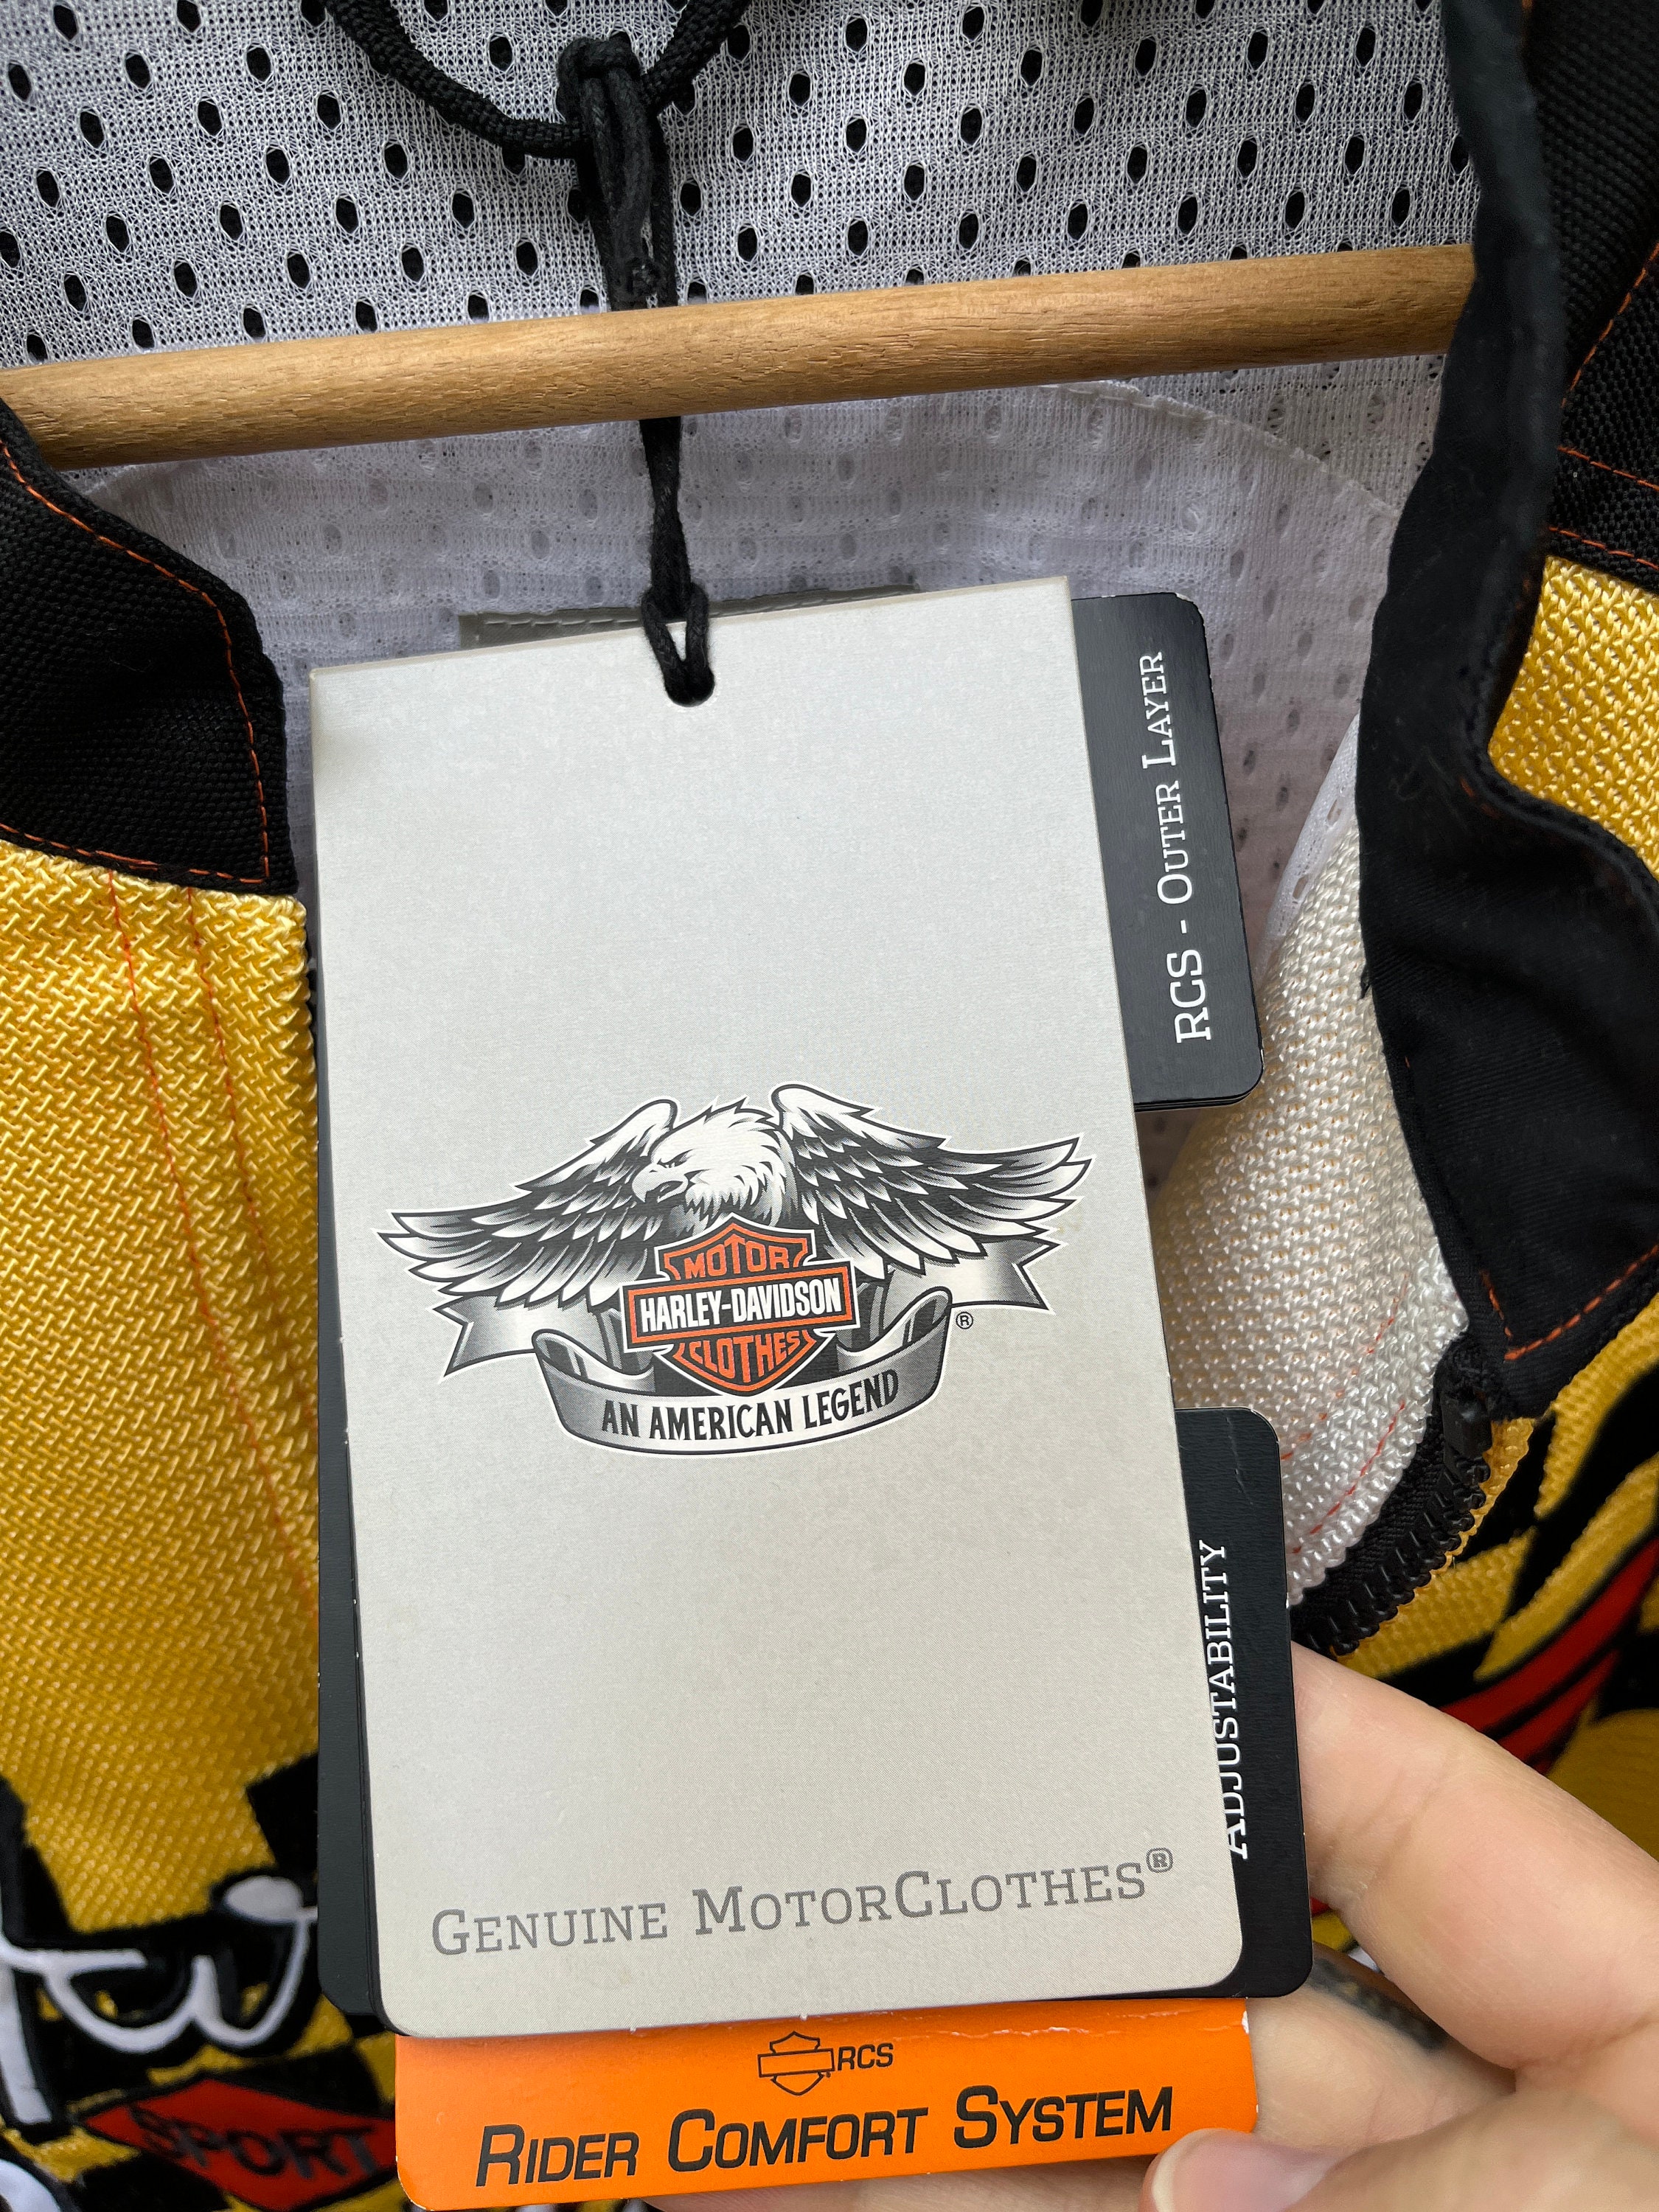 RCS - OUTER LAYER
MOTOR
HARLEY-DAVIDSON
CLOTHES
®
AN AMERICAN LEGEND
ADJUSTABILITY
GENUINE MOTORCLOTHES®
RCS
RIDER COMFORT SYSTEM
SPORT